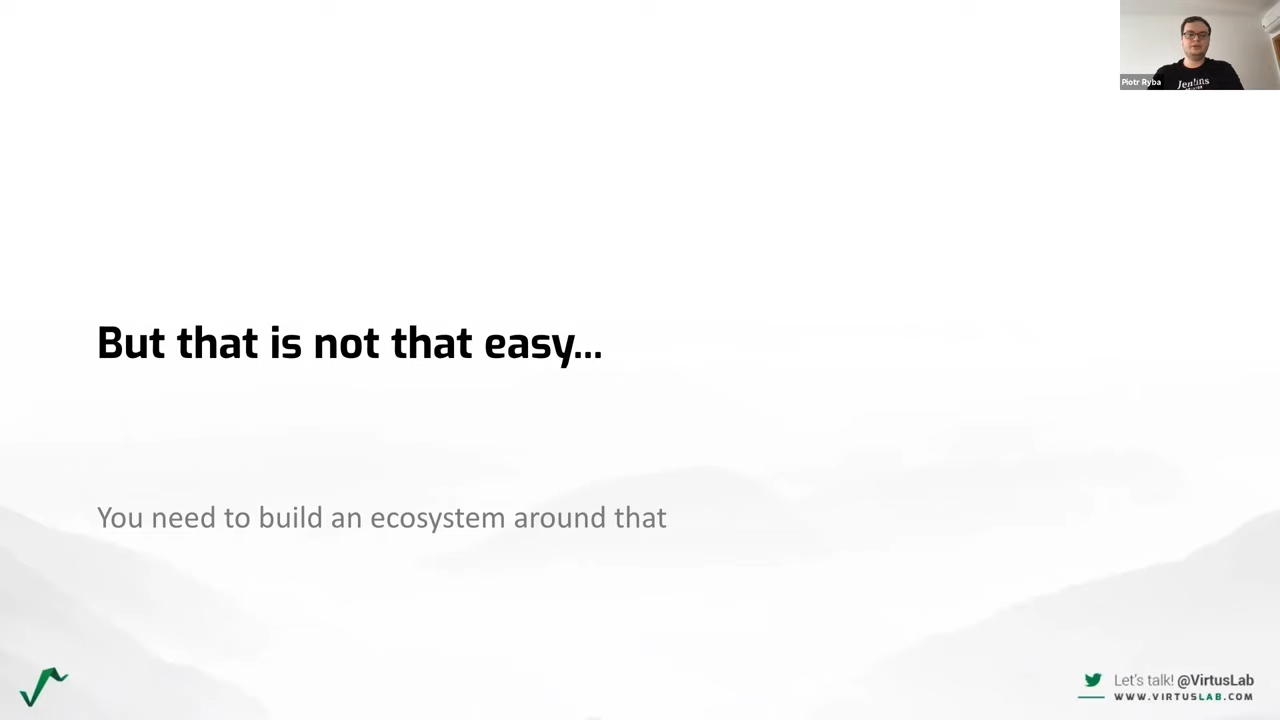 Piotr Ryba
Jenkins
But that is not that easy...
You need to build an ecosystem around that
Let's talk! @VirtusLab
WWW.VIRTUSLAB.COM